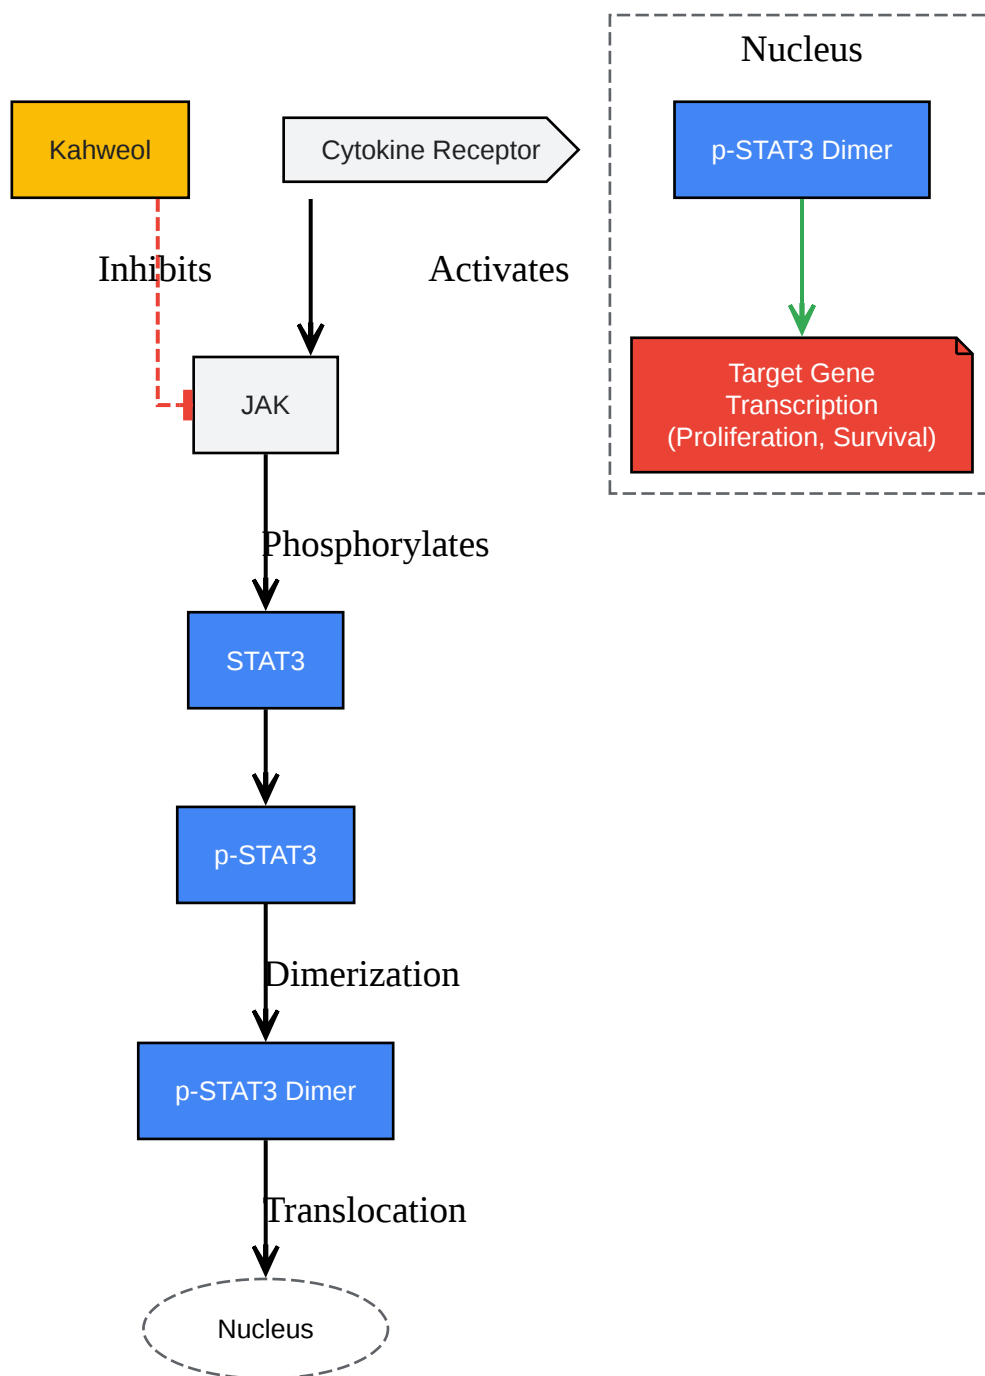 Nucleus
Kahweol
Cytokine Receptor
p-STAT3 Dimer
Inhibits
Activates
Target Gene
Transcription
(Proliferation, Survival)
JAK
Phosphorylates
STAT3
p-STAT3
Dimerization
p-STAT3 Dimer
Translocation
Nucleus